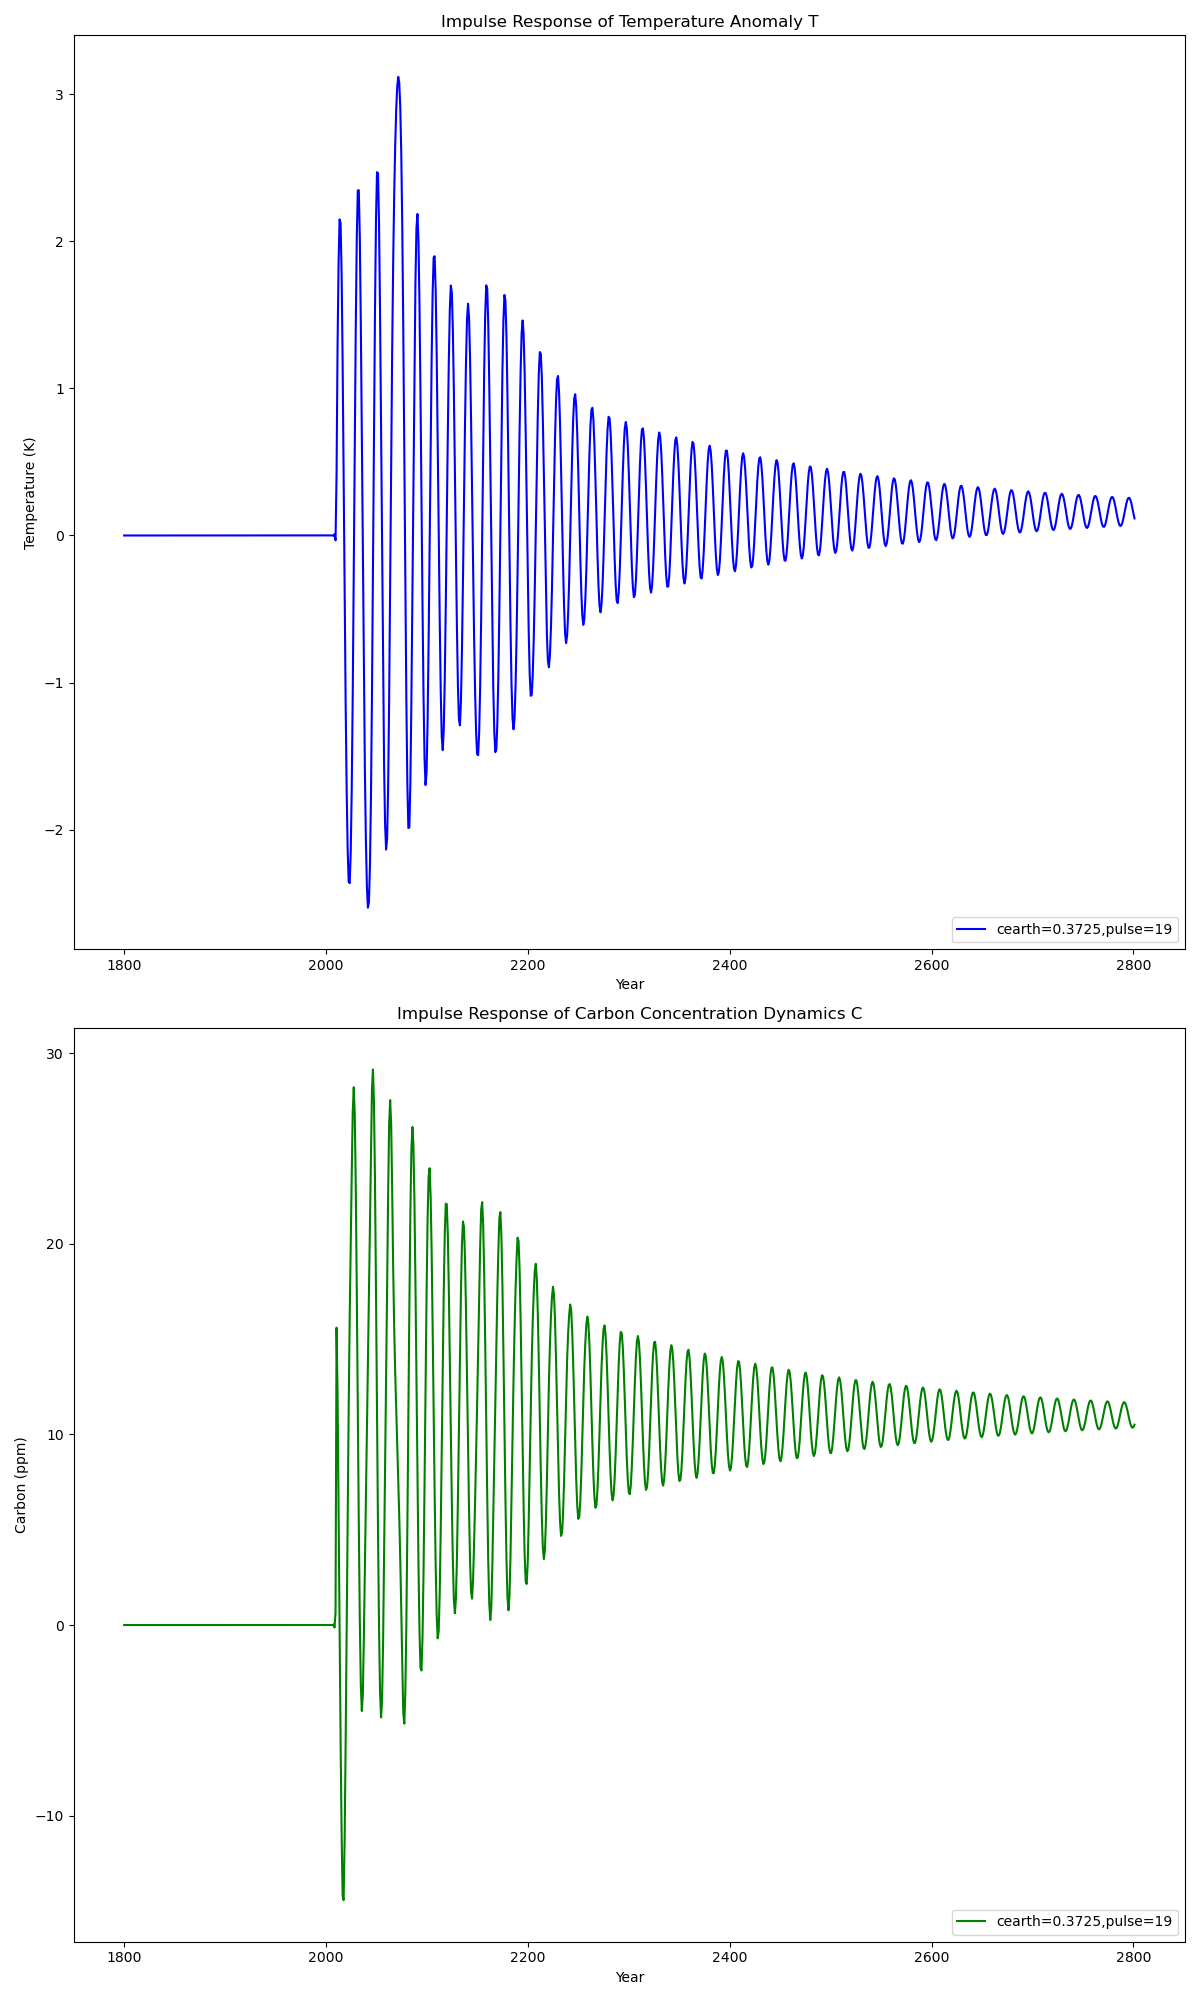 Impulse Response of Temperature Anomaly T
3
2
1
0
−1
−2
Temperature (K)
cearth=0.3725,pulse=19
1800 2000 2200 2400 2600 2800
Year
Impulse Response of Carbon Concentration Dynamics C
30
20
10
0
−10
Carbon (ppm)
cearth=0.3725,pulse=19
1800 2000 2200 2400 2600 2800
Year